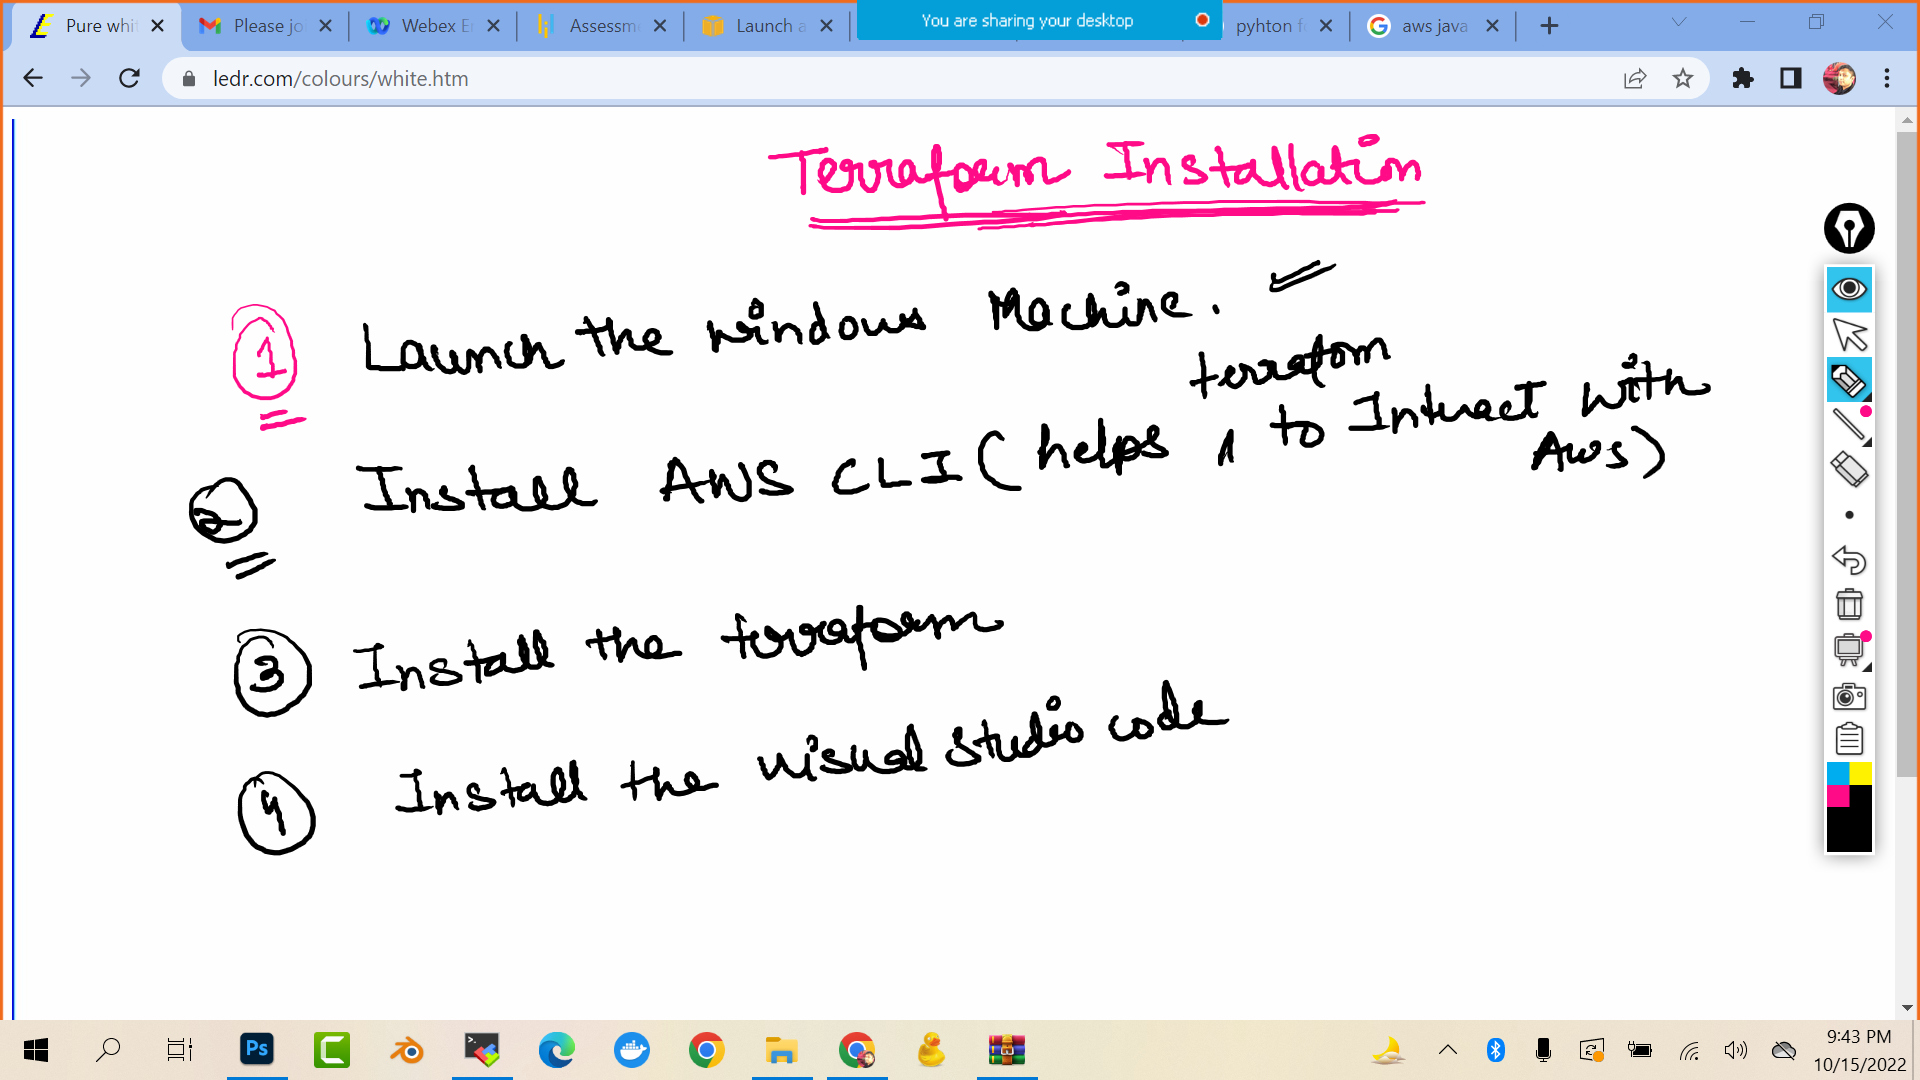 Pure whi
Please jo
Webex E
Assessm
Launch a
You are sharing your desktop
pyhton f
aws java
ledr.com/colours/white.htm
Terraform Installation
1 Launch the windows Machine.
terrafom
2 Install AWS CLI ( helps ʌ to Interact with
Aws)
3 Install the terraform
4 Install the visual studio code
Ps
9:43 PM
10/15/2022